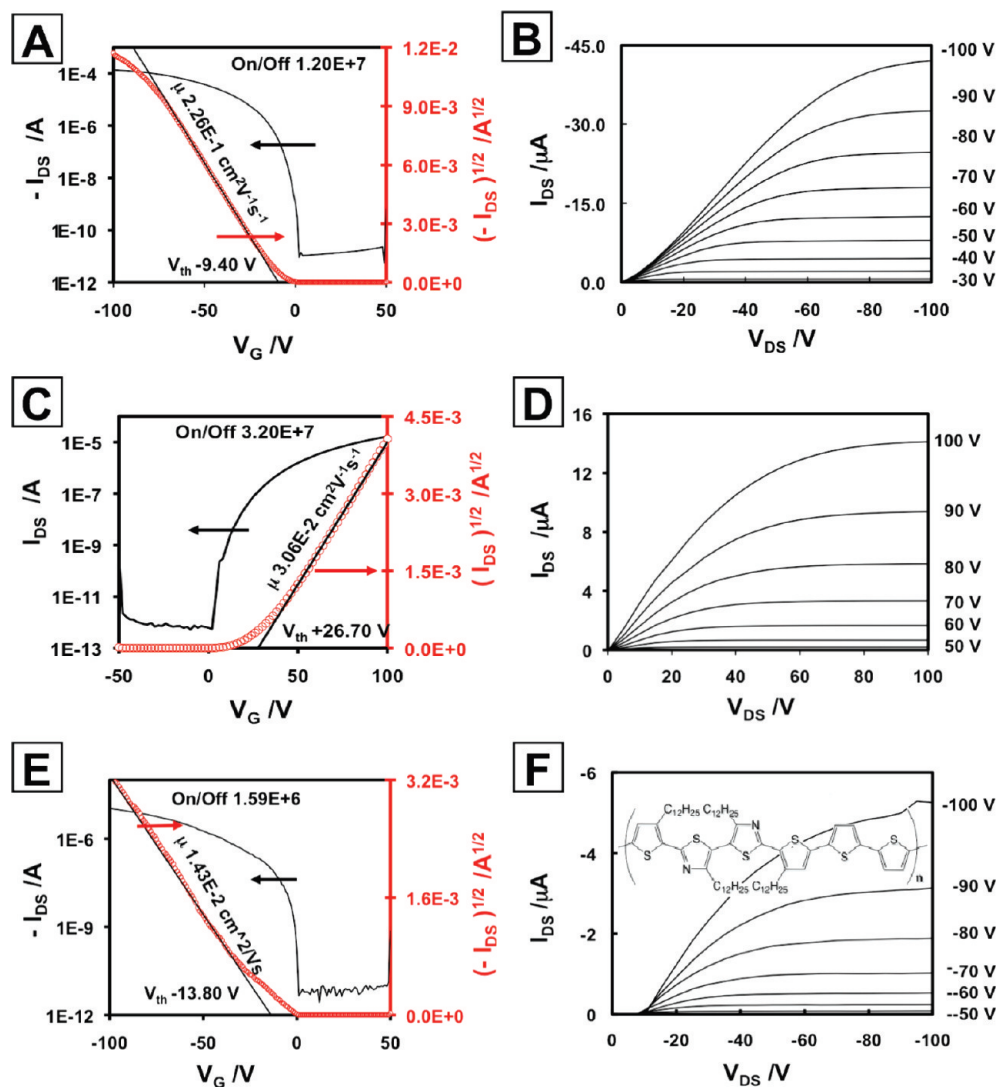 A
1.2E-2
1E-4
On/Off 1.20E+7
9.0E-3
1E-6
μ 2.26E-1 cm²V⁻¹s⁻¹
- I_DS /A
6.0E-3
(- I_DS )^1/2 /A^1/2
1E-8
3.0E-3
1E-10
V_th -9.40 V
1E-12
0.0E+0
-100
-50
0
50
V_G /V
B
-45.0
-100 V
-90 V
-30.0
-80 V
I_DS /μA
-70 V
-15.0
-60 V
-50 V
-40 V
0.0
-30 V
0
-20
-40
-60
-80
-100
V_DS /V
C
4.5E-3
On/Off 3.20E+7
1E-5
3.0E-3
1E-7
μ 3.06E-2 cm²V⁻¹s⁻¹
I_DS /A
(I_DS )^1/2 /A^1/2
1E-9
1.5E-3
1E-11
V_th +26.70 V
1E-13
0.0E+0
-50
0
50
100
V_G /V
D
16
100 V
12
90 V
I_DS /μA
8
80 V
4
70 V
60 V
0
50 V
0
20
40
60
80
100
V_DS /V
E
3.2E-3
On/Off 1.59E+6
1E-6
- I_DS /A
μ 1.43E-2 cm^2/Vs
1.6E-3
(- I_DS )^1/2 /A^1/2
1E-9
V_th -13.80 V
1E-12
0.0E+0
-100
-50
0
50
V_G /V
F
-6
-100 V
C₁₂H₂₅ C₁₂H₂₅
N
S
S
S
S
S
S
N
C₁₂H₂₅ C₁₂H₂₅
n
-4
I_DS /μA
-90 V
-2
-80 V
--70 V
--60 V
0
--50 V
0
-20
-40
-60
-80
-100
V_DS /V